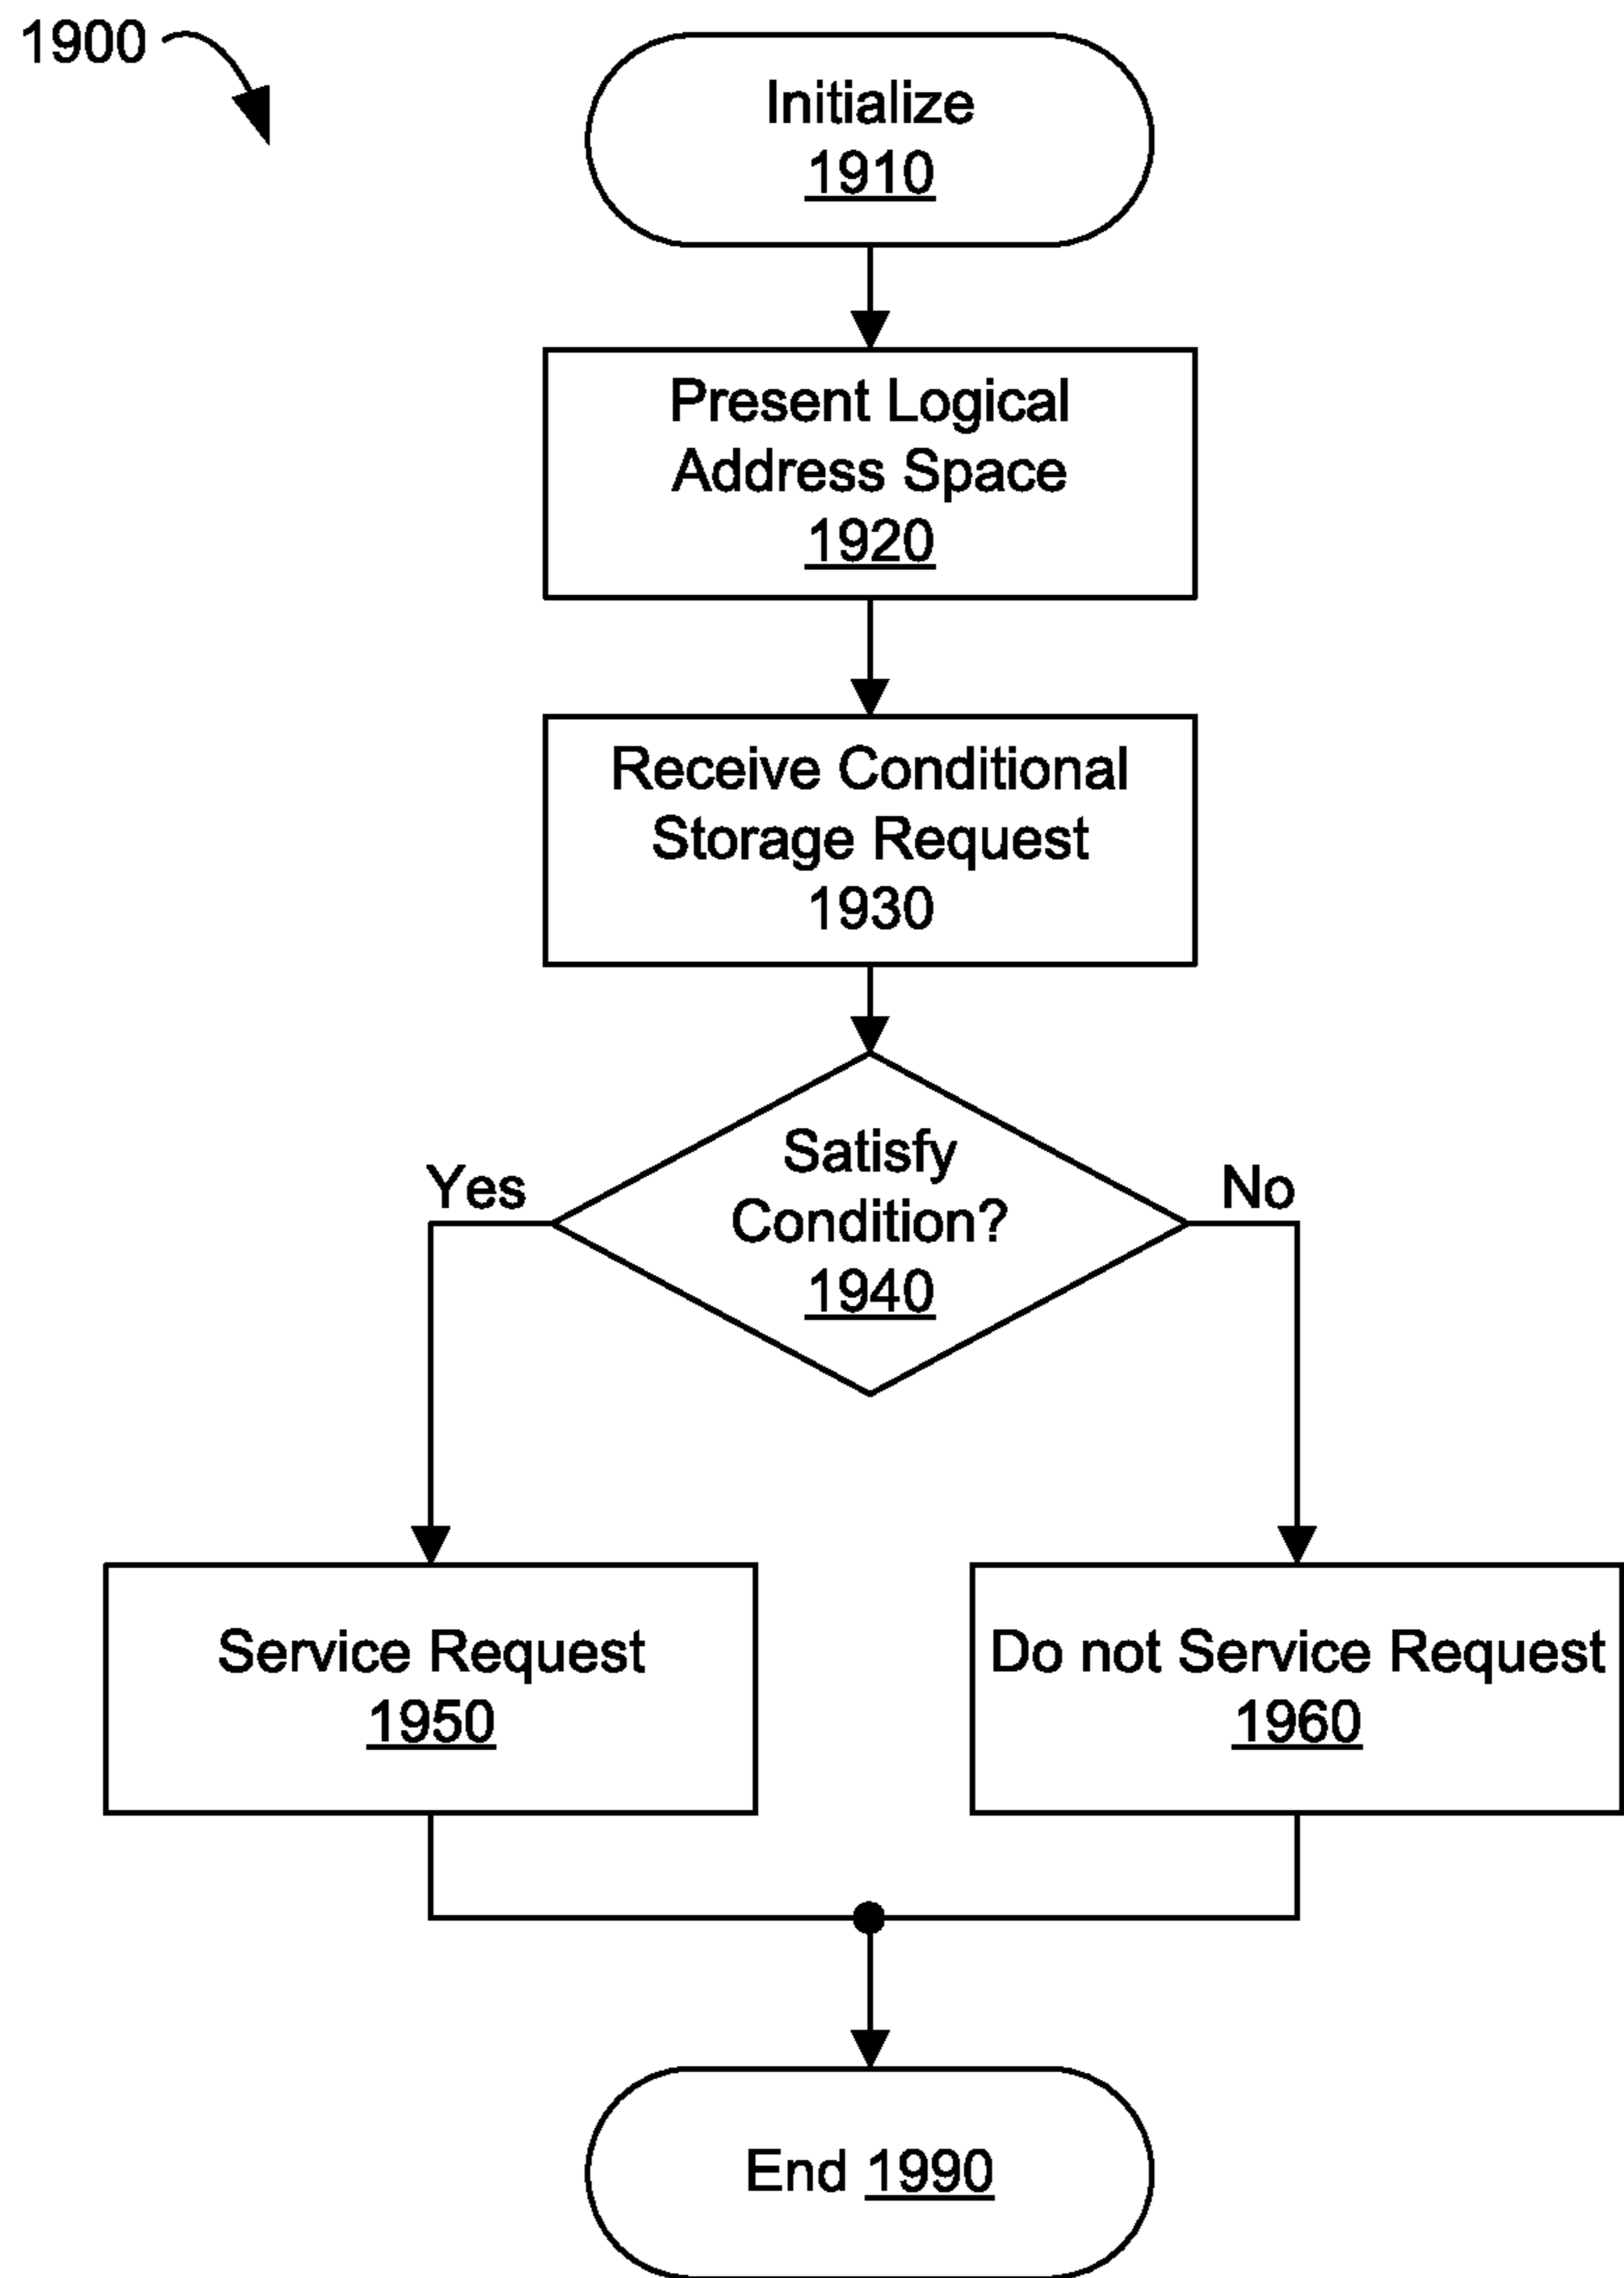 1900
Initialize
1910
Present Logical
Address Space
1920
Receive Conditional
Storage Request
1930
Satisfy
Condition?
1940
Yes
No
Service Request
1950
Do not Service Request
1960
End 1990